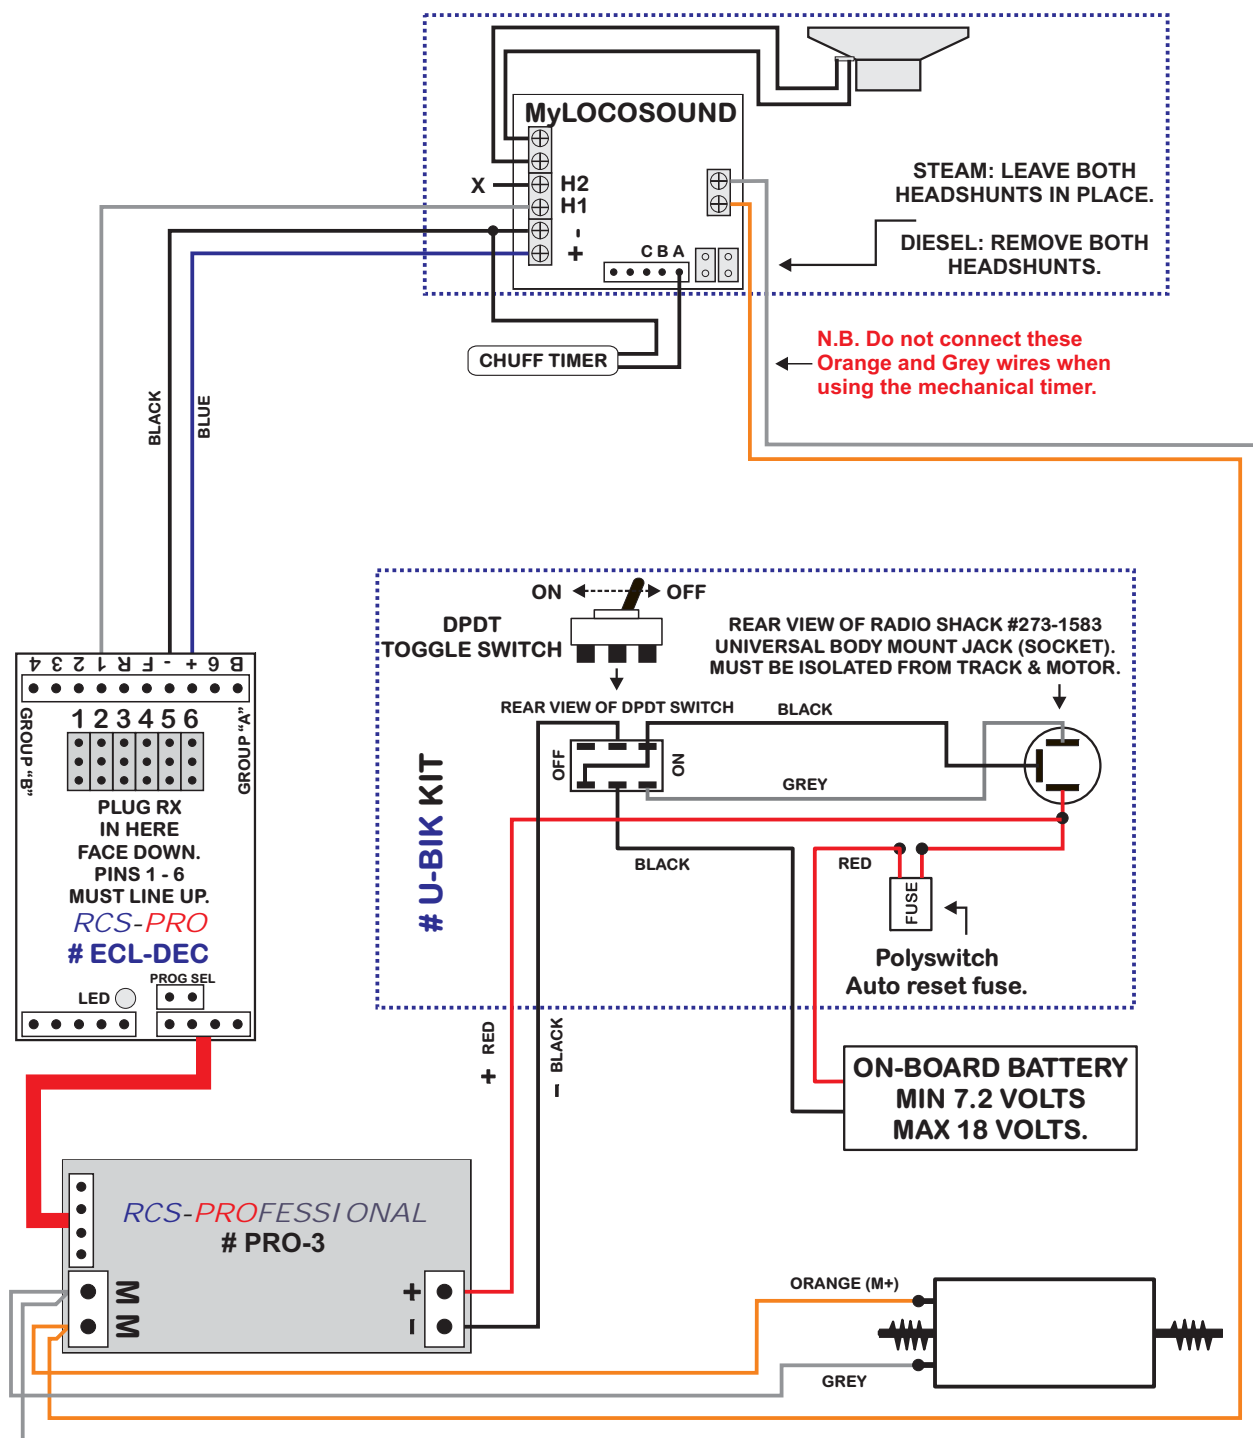 MyLOCOSOUND
X
H2
H1
-
+
C B A
STEAM: LEAVE BOTH
HEADSHUNTS IN PLACE.
DIESEL: REMOVE BOTH
HEADSHUNTS.
CHUFF TIMER
N.B. Do not connect these
Orange and Grey wires when
using the mechanical timer.
BLACK
BLUE
ON
OFF
DPDT
TOGGLE SWITCH
REAR VIEW OF RADIO SHACK #273-1583
UNIVERSAL BODY MOUNT JACK (SOCKET).
MUST BE ISOLATED FROM TRACK & MOTOR.
REAR VIEW OF DPDT SWITCH
BLACK
OFF
ON
GREY
# U-BIK KIT
BLACK
RED
FUSE
Polyswitch
Auto reset fuse.
4 3 2 1 R F - + 6 B
GROUP "B"
GROUP "A"
1 2 3 4 5 6
PLUG RX
IN HERE
FACE DOWN.
PINS 1 - 6
MUST LINE UP.
RCS-PRO
# ECL-DEC
PROG SEL
LED
+ RED
- BLACK
ON-BOARD BATTERY
MIN 7.2 VOLTS
MAX 18 VOLTS.
RCS-PROFESSIONAL
# PRO-3
M
M
+
-
ORANGE (M+)
GREY